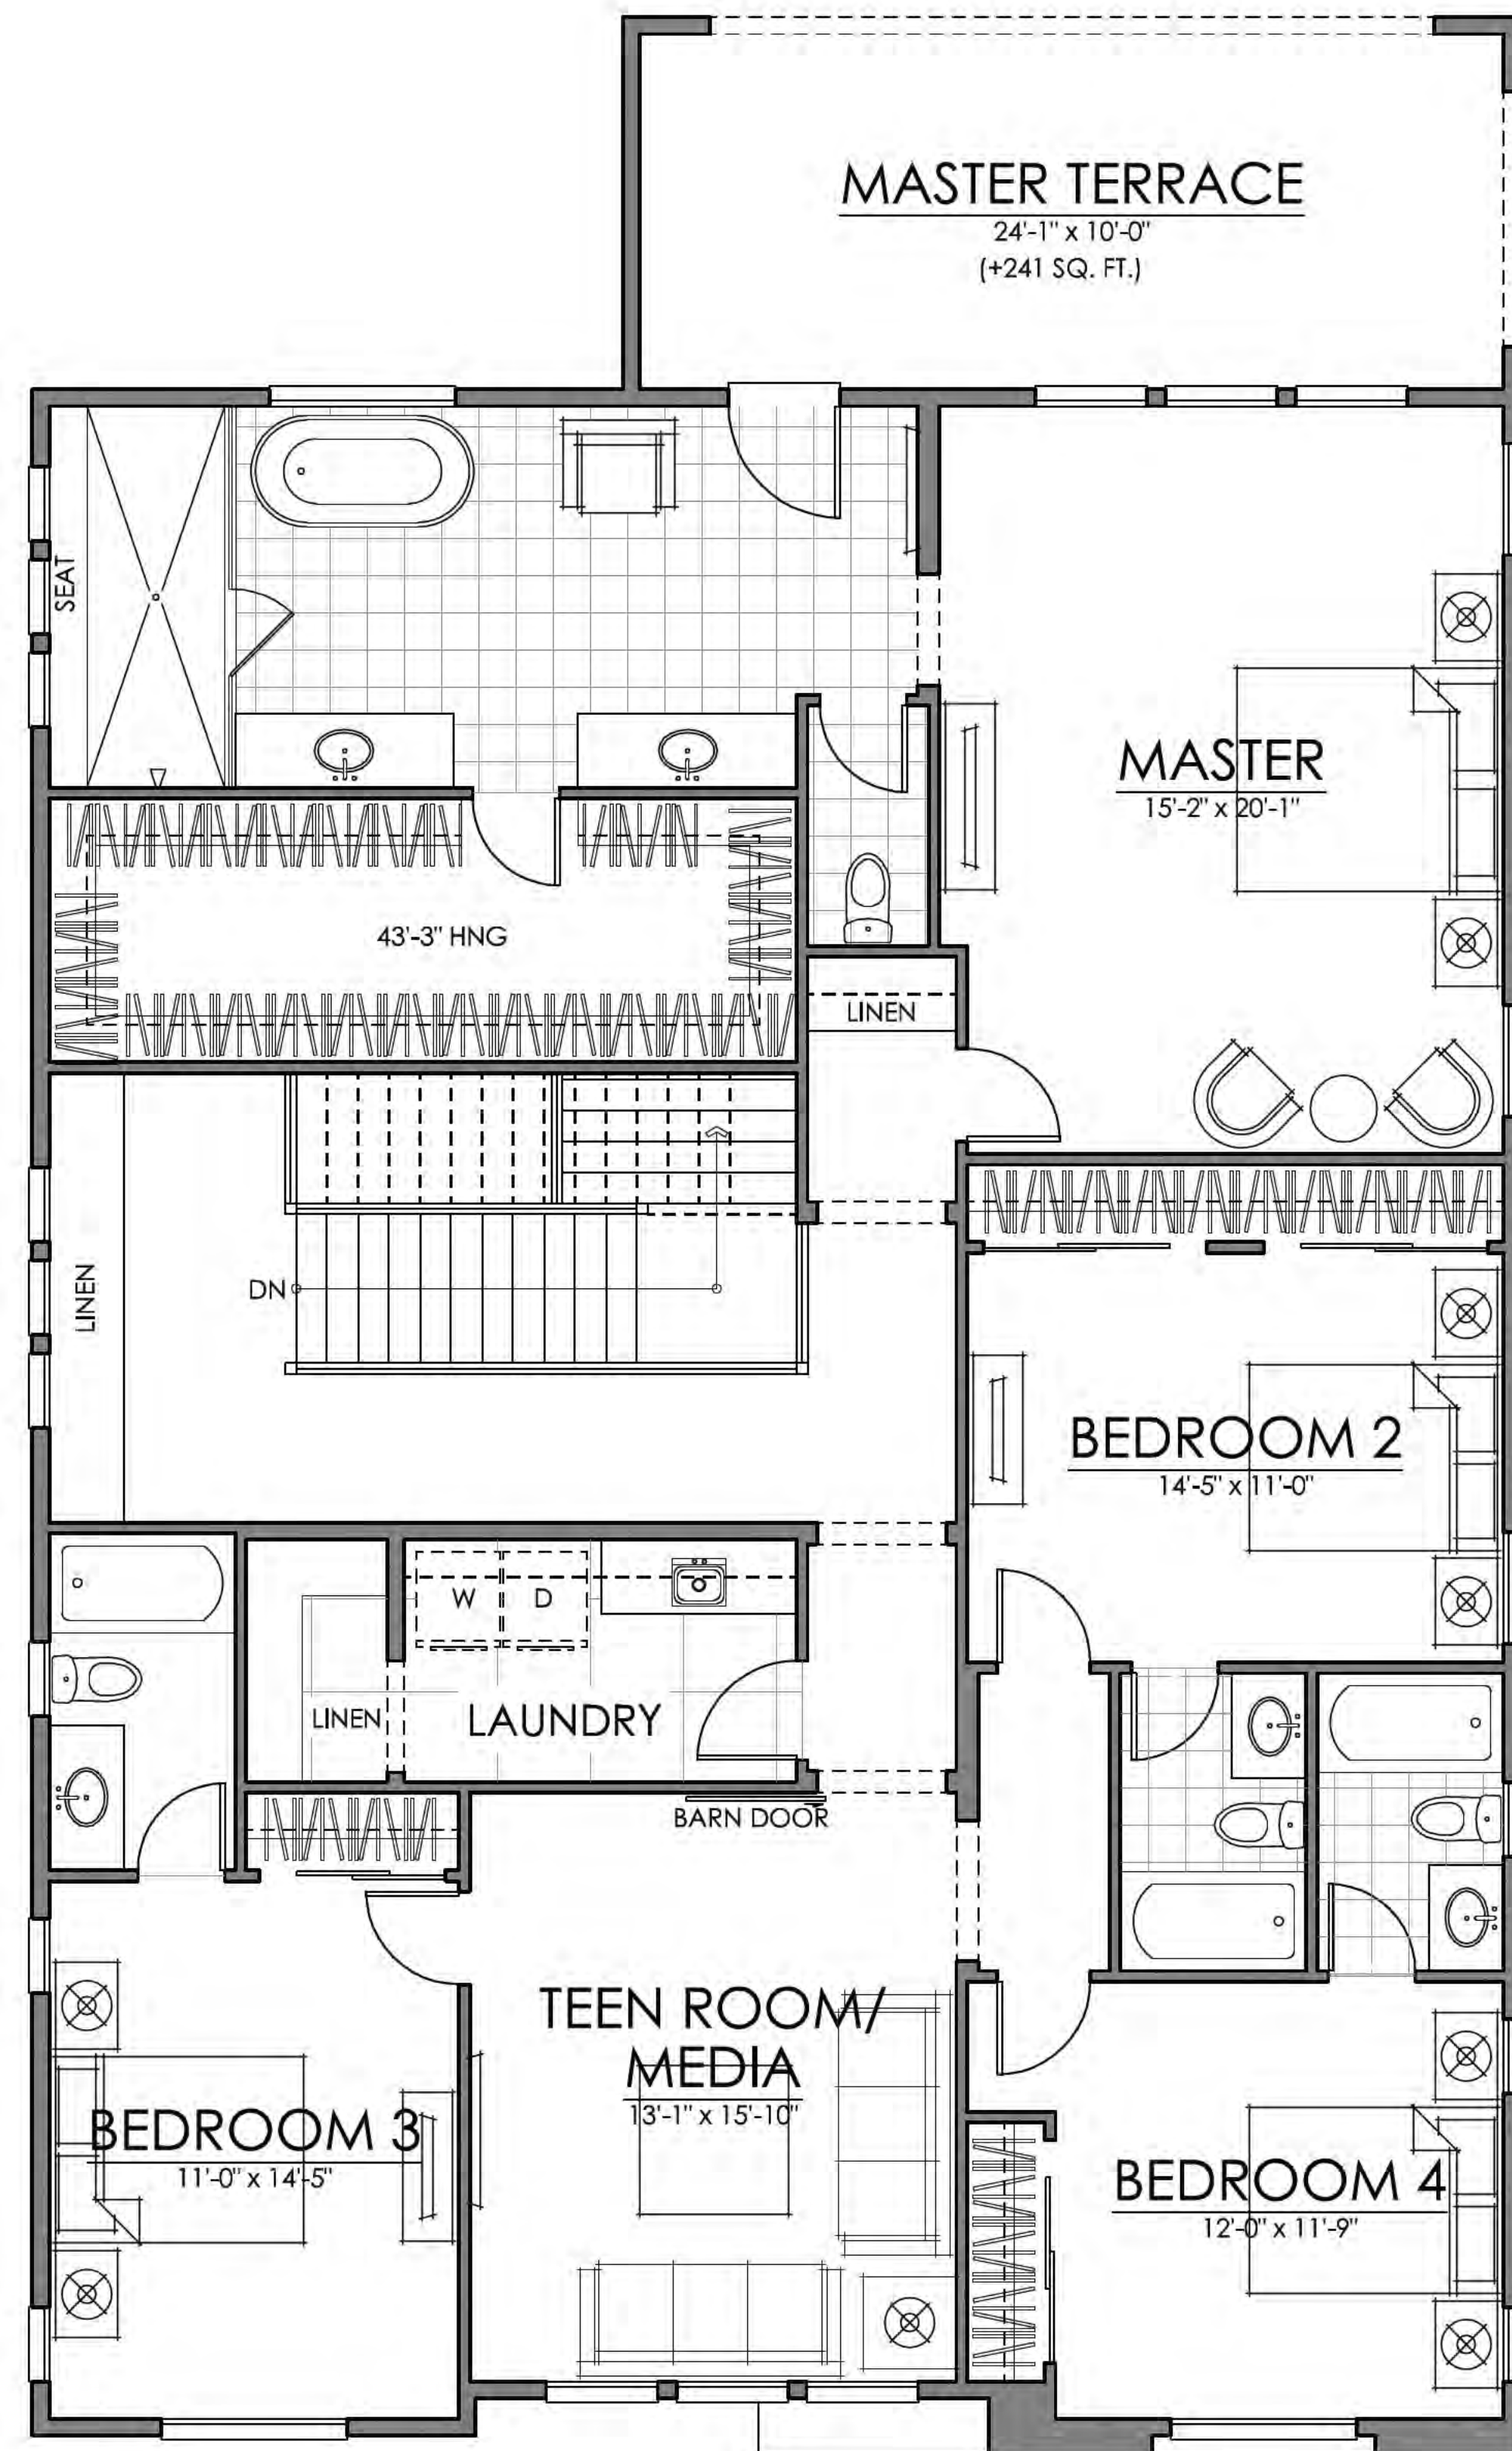 MASTER TERRACE
24'-1" x 10'-0"
(+241 SQ. FT.)
SEAT
MASTER
15'-2" x 20'-1"
43'-3" HNG
LINEN
LINEN
DN
BEDROOM 2
14'-5" x 11'-0"
W
D
LINEN
LAUNDRY
BARN DOOR
TEEN ROOM/
MEDIA
13'-1" x 15'-10"
BEDROOM 3
11'-0" x 14'-5"
BEDROOM 4
12'-0" x 11'-9"